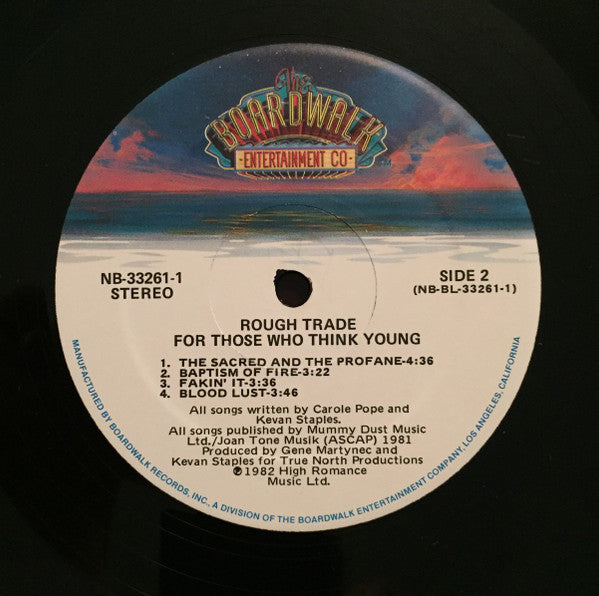 The
BOARDWALK
ENTERTAINMENT CO
NB-33261-1
STEREO
SIDE 2
(NB-BL-33261-1)
ROUGH TRADE
FOR THOSE WHO THINK YOUNG
1. THE SACRED AND THE PROFANE-4:36
2. BAPTISM OF FIRE-3:22
3. FAKIN' IT-3:36
4. BLOOD LUST-3:46
All songs written by Carole Pope and
Kevan Staples.
All songs published by Mummy Dust Music
Ltd./Joan Tone Musik (ASCAP) 1981
Produced by Gene Martynec and
Kevan Staples for True North Productions
℗1982 High Romance
Music Ltd.
MANUFACTURED BY BOARDWALK RECORDS, INC., A DIVISION OF THE BOARDWALK ENTERTAINMENT COMPANY, LOS ANGELES, CALIFORNIA